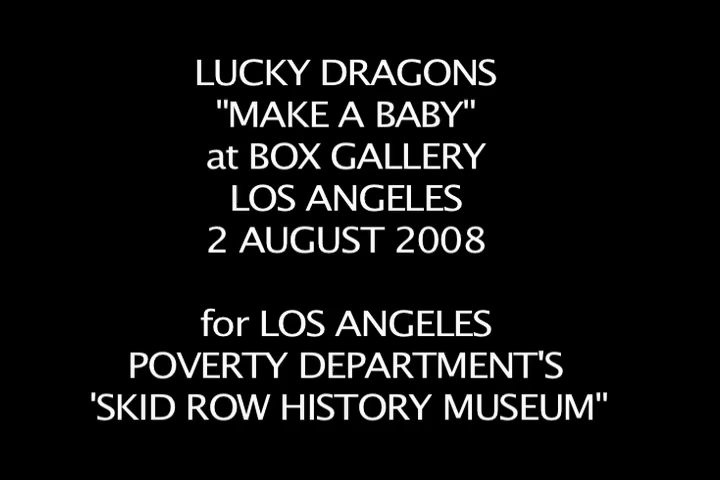 LUCKY DRAGONS
"MAKE A BABY"
at BOX GALLERY
LOS ANGELES
2 AUGUST 2008
for LOS ANGELES
POVERTY DEPARTMENT'S
'SKID ROW HISTORY MUSEUM"